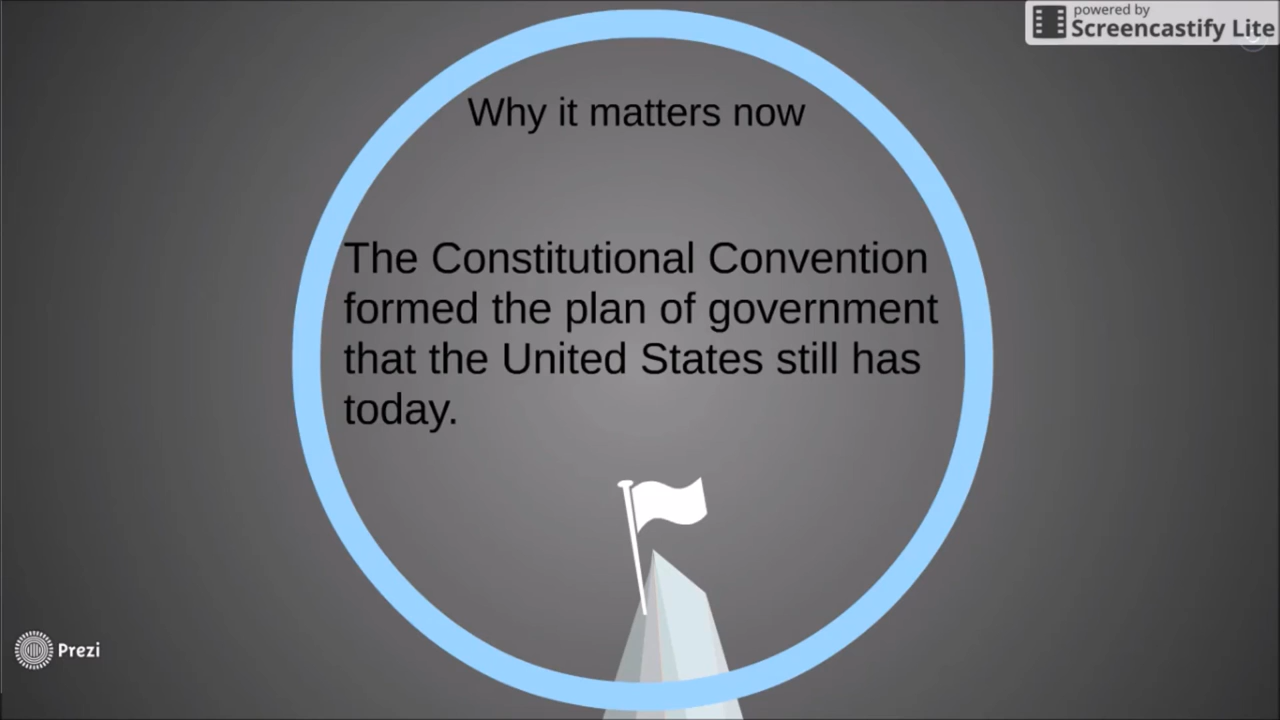 powered by
Screencastify Lite
Why it matters now
The Constitutional Convention
formed the plan of government
that the United States still has
today.
Prezi